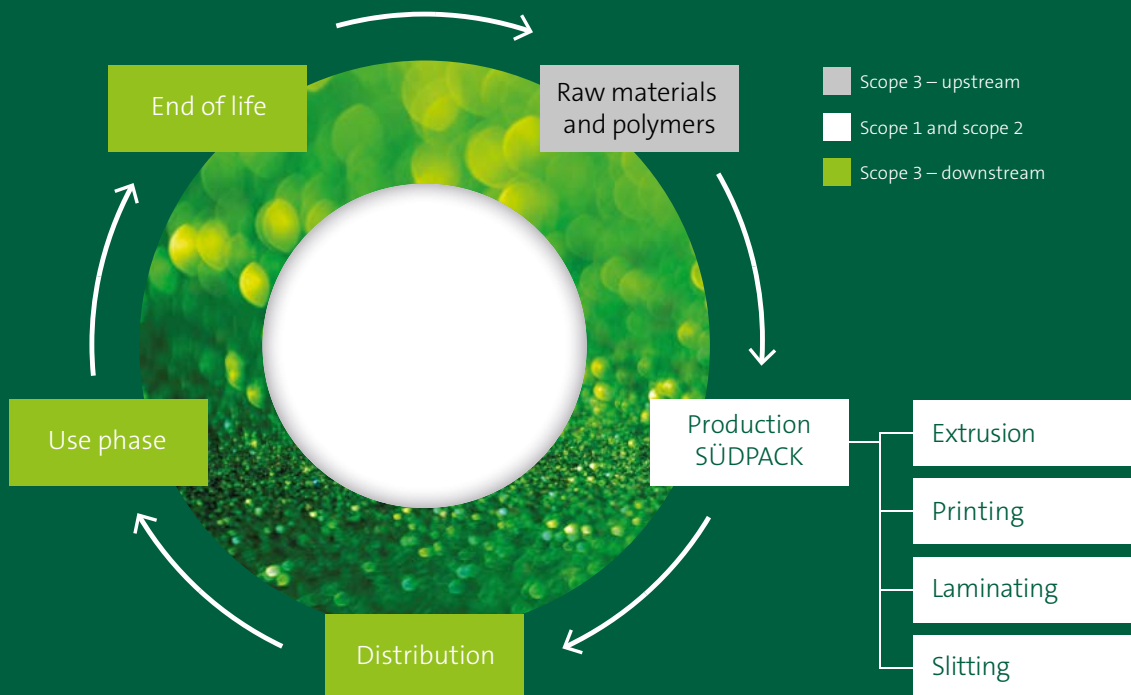 End of life
Raw materials
and polymers
Scope 3 – upstream
Scope 1 and scope 2
Scope 3 – downstream
Use phase
Production
SÜDPACK
Extrusion
Printing
Laminating
Slitting
Distribution